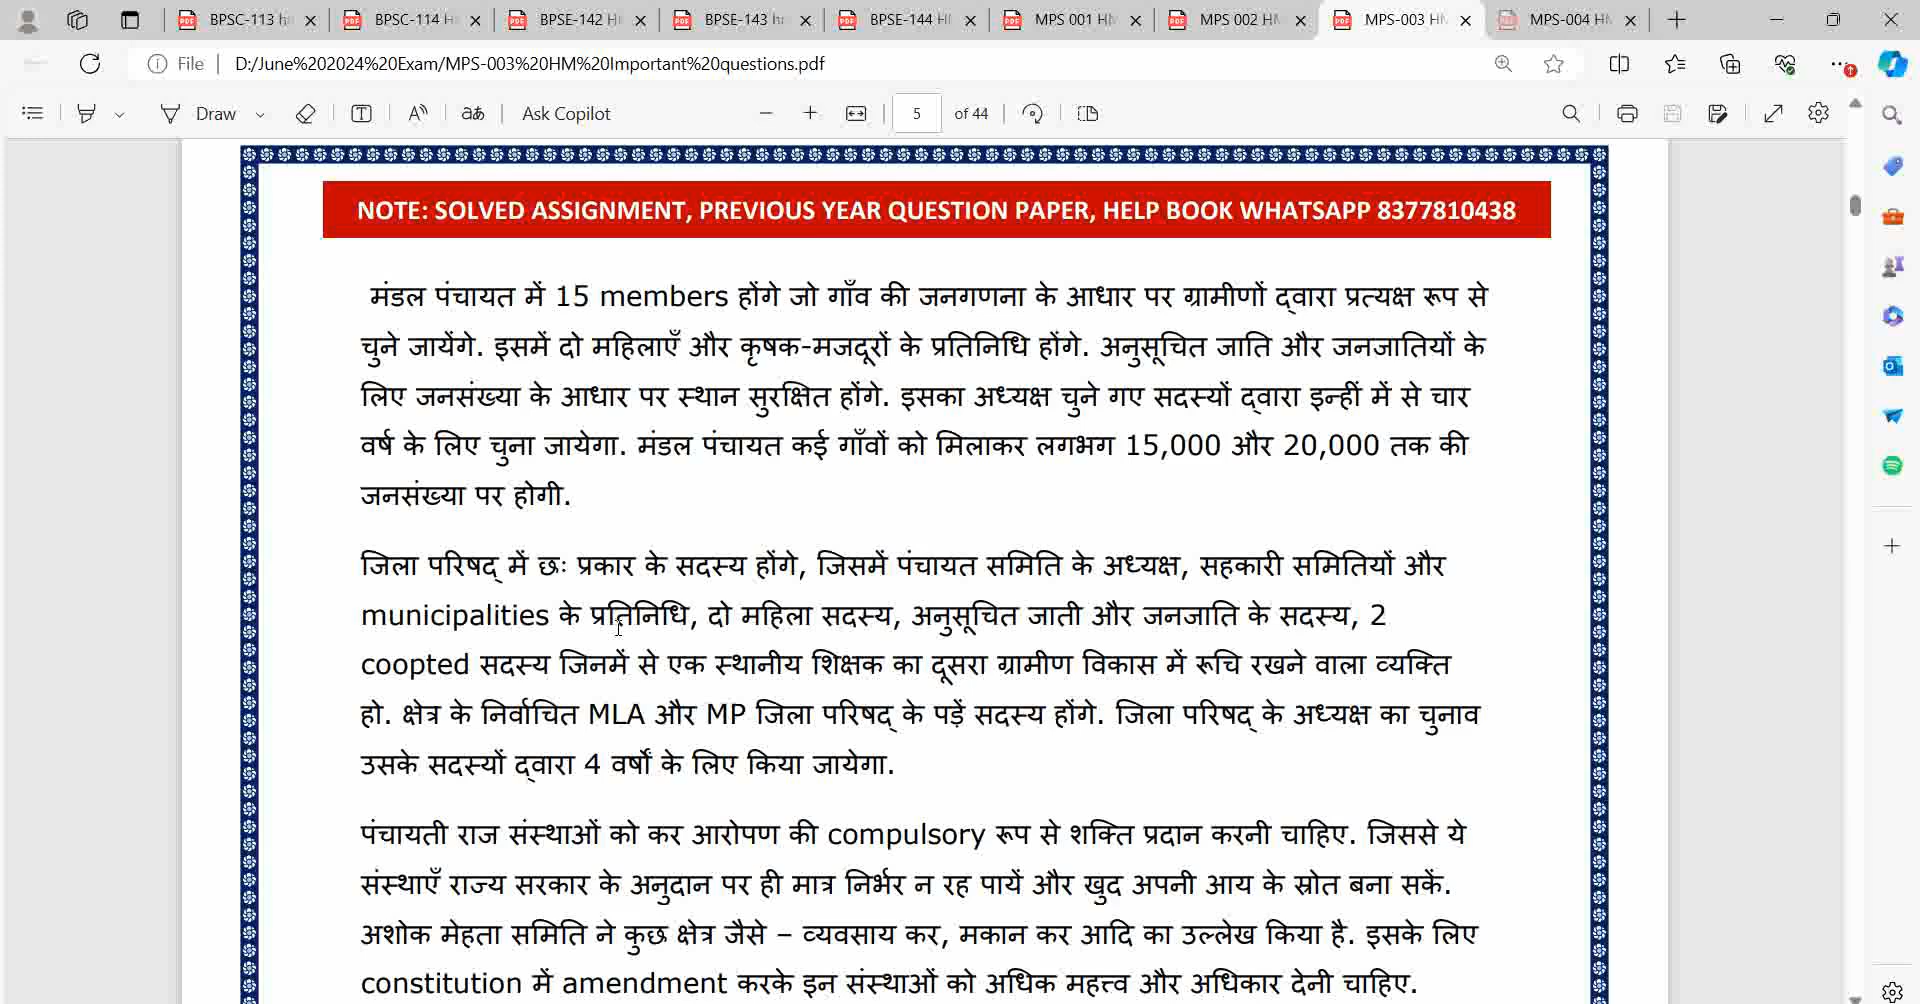 BPSC-113 h
BPSC-114 H
BPSE-142 H
BPSE-143 h
BPSE-144 H
MPS 001 HM
MPS 002 HM
MPS-003 HM
MPS-004 HM
File
D:/June%202024%20Exam/MPS-003%20HM%20Important%20questions.pdf
Draw
aあ
Ask Copilot
5 of 44
NOTE: SOLVED ASSIGNMENT, PREVIOUS YEAR QUESTION PAPER, HELP BOOK WHATSAPP 8377810438
मंडल पंचायत में 15 members होंगे जो गाँव की जनगणना के आधार पर ग्रामीणों द्वारा प्रत्यक्ष रूप से
चुने जायेंगे. इसमें दो महिलाएँ और कृषक-मजदूरों के प्रतिनिधि होंगे. अनुसूचित जाति और जनजातियों के
लिए जनसंख्या के आधार पर स्थान सुरक्षित होंगे. इसका अध्यक्ष चुने गए सदस्यों द्वारा इन्हीं में से चार
वर्ष के लिए चुना जायेगा. मंडल पंचायत कई गाँवों को मिलाकर लगभग 15,000 और 20,000 तक की
जनसंख्या पर होगी.
जिला परिषद् में छः प्रकार के सदस्य होंगे, जिसमें पंचायत समिति के अध्यक्ष, सहकारी समितियों और
municipalities के प्रतिनिधि, दो महिला सदस्य, अनुसूचित जाती और जनजाति के सदस्य, 2
coopted सदस्य जिनमें से एक स्थानीय शिक्षक का दूसरा ग्रामीण विकास में रूचि रखने वाला व्यक्ति
हो. क्षेत्र के निर्वाचित MLA और MP जिला परिषद् के पड़ें सदस्य होंगे. जिला परिषद् के अध्यक्ष का चुनाव
उसके सदस्यों द्वारा 4 वर्षों के लिए किया जायेगा.
पंचायती राज संस्थाओं को कर आरोपण की compulsory रूप से शक्ति प्रदान करनी चाहिए. जिससे ये
संस्थाएँ राज्य सरकार के अनुदान पर ही मात्र निर्भर न रह पायें और खुद अपनी आय के स्रोत बना सकें.
अशोक मेहता समिति ने कुछ क्षेत्र जैसे – व्यवसाय कर, मकान कर आदि का उल्लेख किया है. इसके लिए
constitution में amendment करके इन संस्थाओं को अधिक महत्त्व और अधिकार देनी चाहिए.